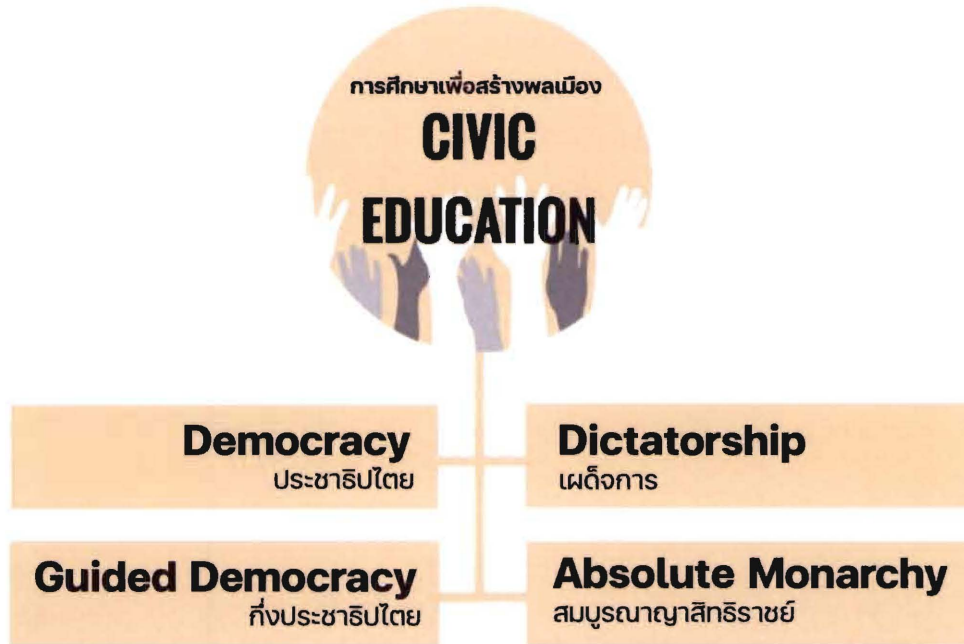 การศึกษาเพื่อสร้างพลเมือง
CIVIC
EDUCATION
Democracy
ประชาธิปไตย
Dictatorship
เผด็จการ
Guided Democracy
กึ่งประชาธิปไตย
Absolute Monarchy
สมบูรณาญาสิทธิราชย์